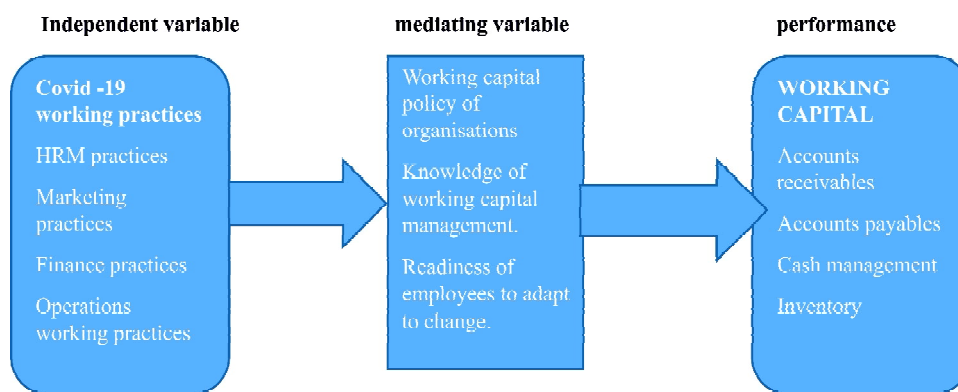 Independent variable
mediating variable
performance
Covid -19
working practices
HRM practices
Marketing
practices
Finance practices
Operations
working practices
Working capital
policy of
organisations
Knowledge of
working capital
management.
Readiness of
employees to adapt
to change.
WORKING
CAPITAL
Accounts
receivables
Accounts payables
Cash management
Inventory